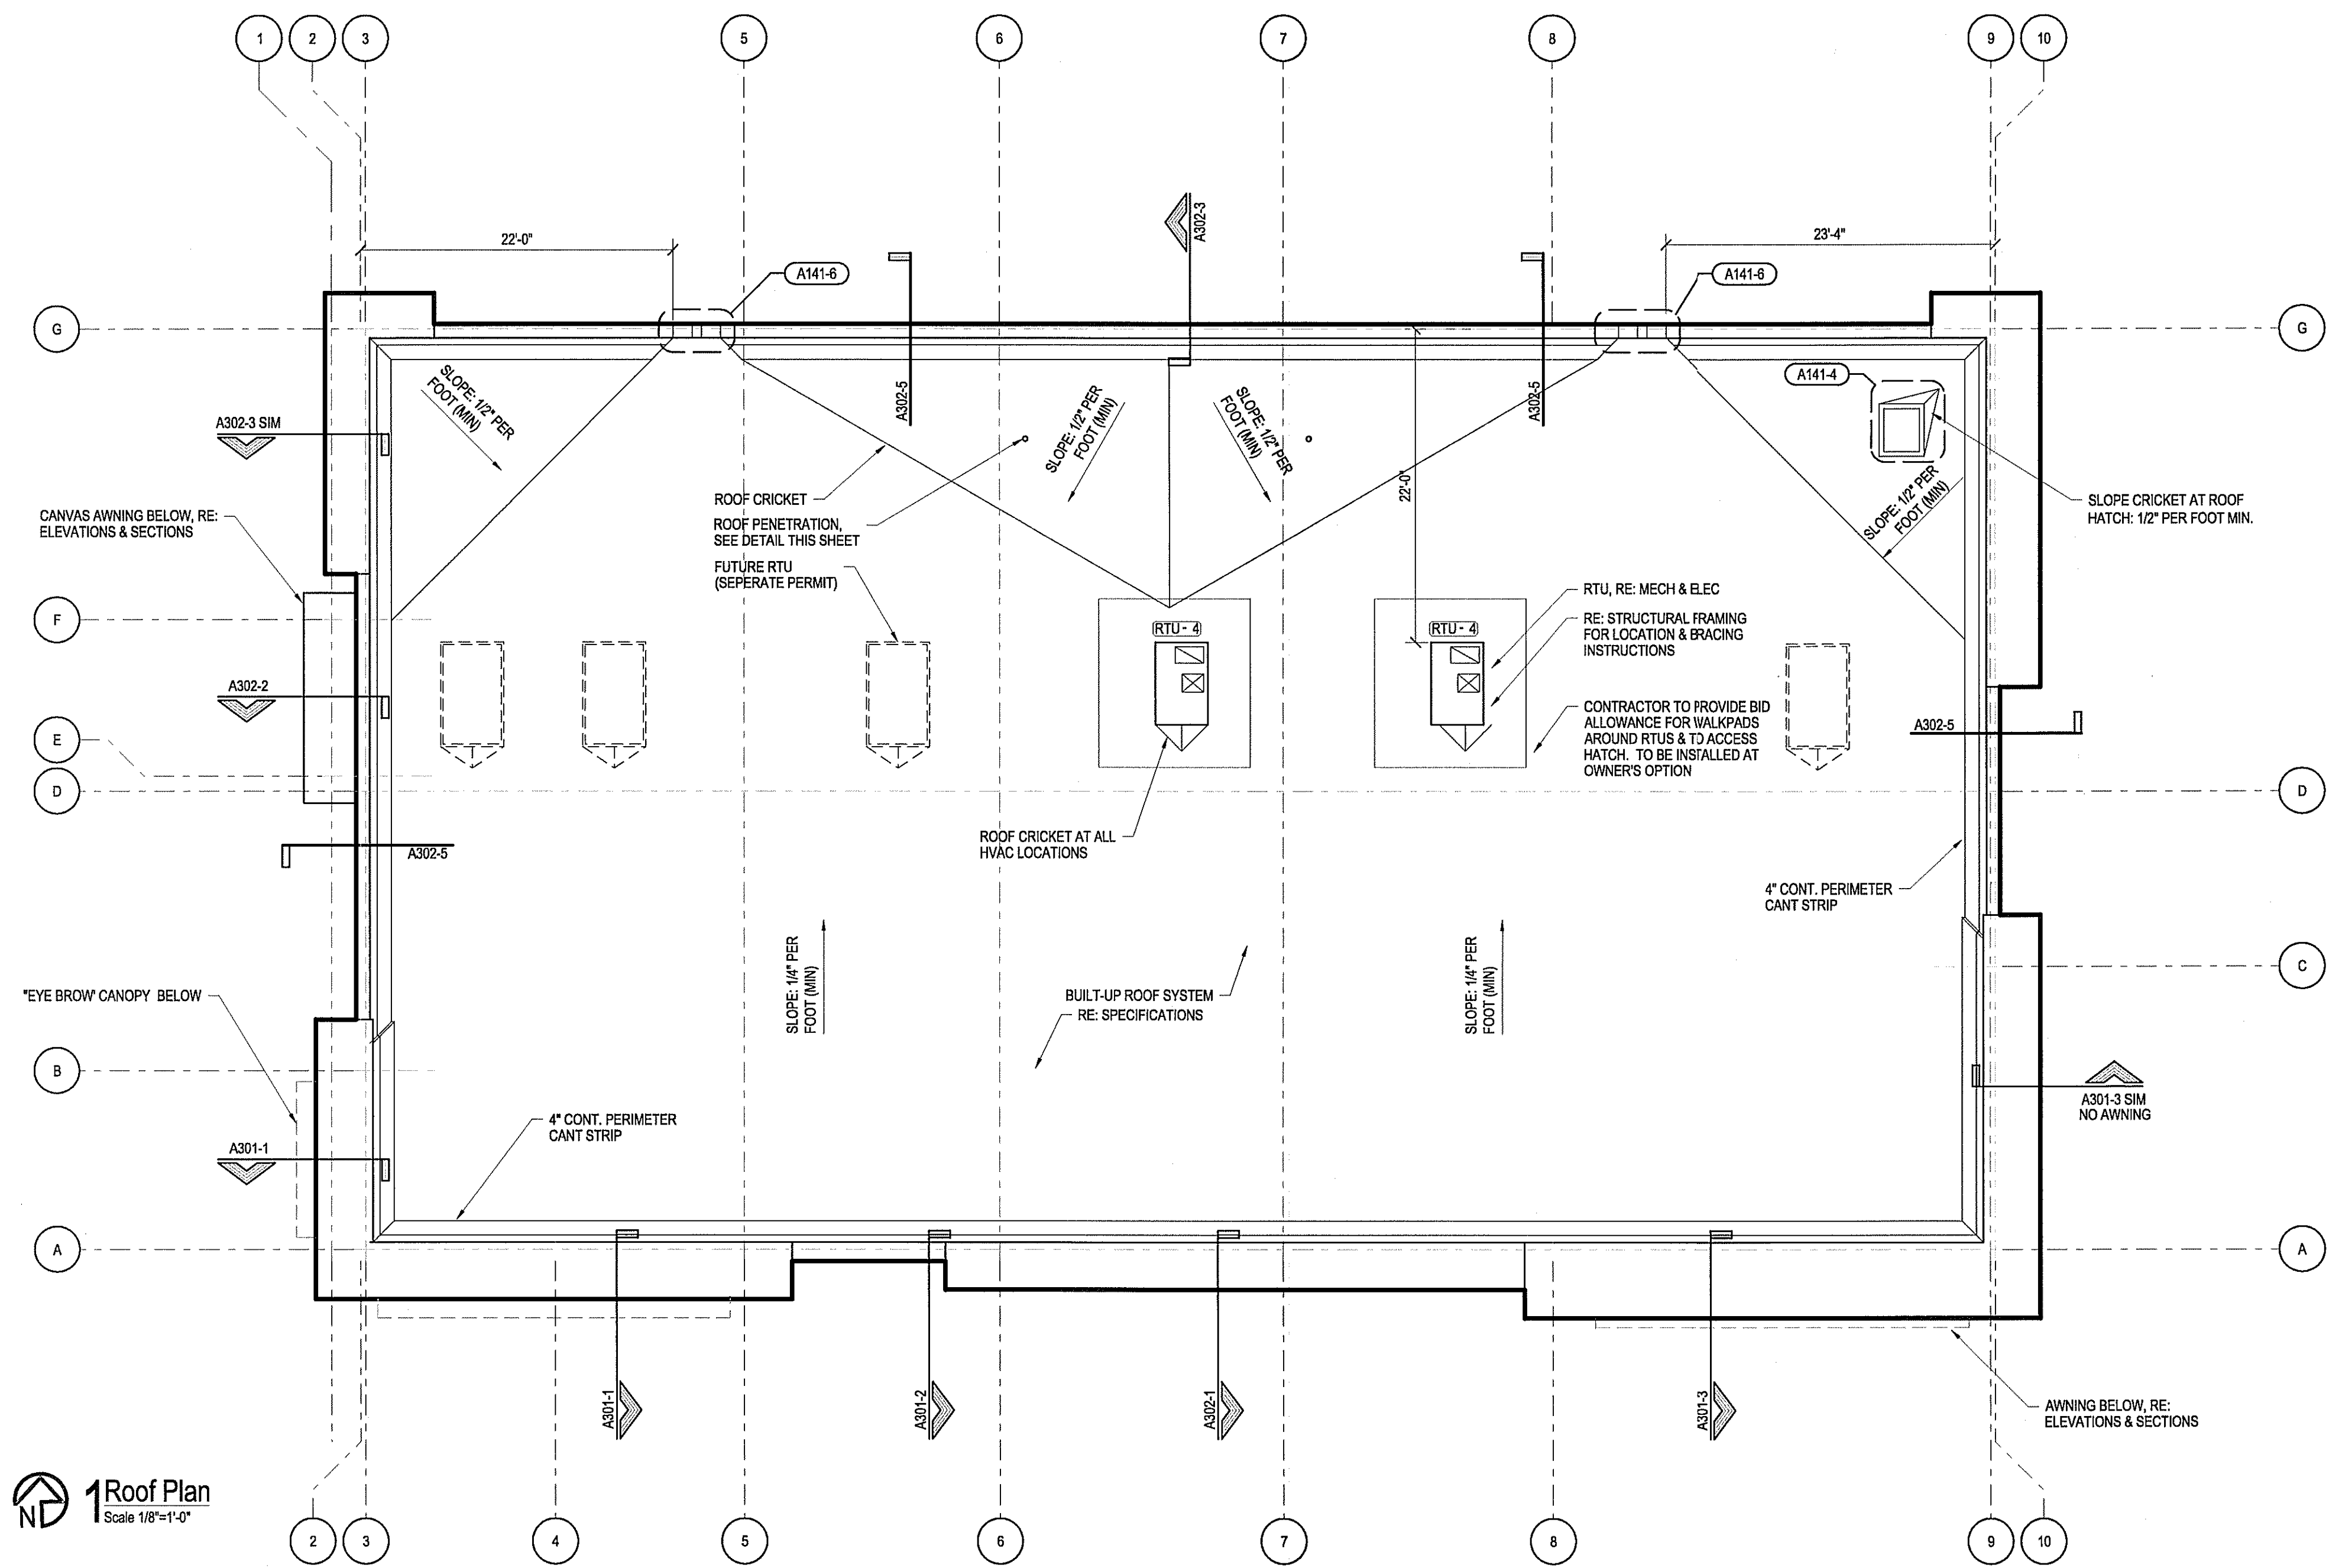 1
2
3
5
6
7
8
9
10
22'-0"
23'-4"
A302-3
A141-6
A141-6
G
G
A302-5
A302-5
SLOPE: 1/2" PER
FOOT (MIN)
SLOPE: 1/2" PER
FOOT (MIN)
SLOPE: 1/2" PER
FOOT (MIN)
A141-4
A302-3 SIM
SLOPE: 1/2" PER
FOOT (MIN)
22'-0"
ROOF CRICKET
ROOF PENETRATION,
SEE DETAIL THIS SHEET
FUTURE RTU
(SEPERATE PERMIT)
SLOPE CRICKET AT ROOF
HATCH: 1/2" PER FOOT MIN.
CANVAS AWNING BELOW, RE:
ELEVATIONS & SECTIONS
RTU, RE: MECH & ELEC
RE: STRUCTURAL FRAMING
FOR LOCATION & BRACING
INSTRUCTIONS
F
RTU - 4
RTU - 4
A302-2
CONTRACTOR TO PROVIDE BID
ALLOWANCE FOR WALKPADS
AROUND RTUS & TO ACCESS
HATCH. TO BE INSTALLED AT
OWNER'S OPTION
A302-5
E
D
D
ROOF CRICKET AT ALL
HVAC LOCATIONS
A302-5
4" CONT. PERIMETER
CANT STRIP
SLOPE: 1/4" PER
FOOT (MIN)
SLOPE: 1/4" PER
FOOT (MIN)
C
"EYE BROW' CANOPY BELOW
BUILT-UP ROOF SYSTEM
RE: SPECIFICATIONS
B
A301-3 SIM
NO AWNING
4" CONT. PERIMETER
CANT STRIP
A301-1
A
A
A301-1
A301-2
A302-1
A301-3
AWNING BELOW, RE:
ELEVATIONS & SECTIONS
N
1 Roof Plan
Scale 1/8"=1'-0"
2
3
4
5
6
7
8
9
10